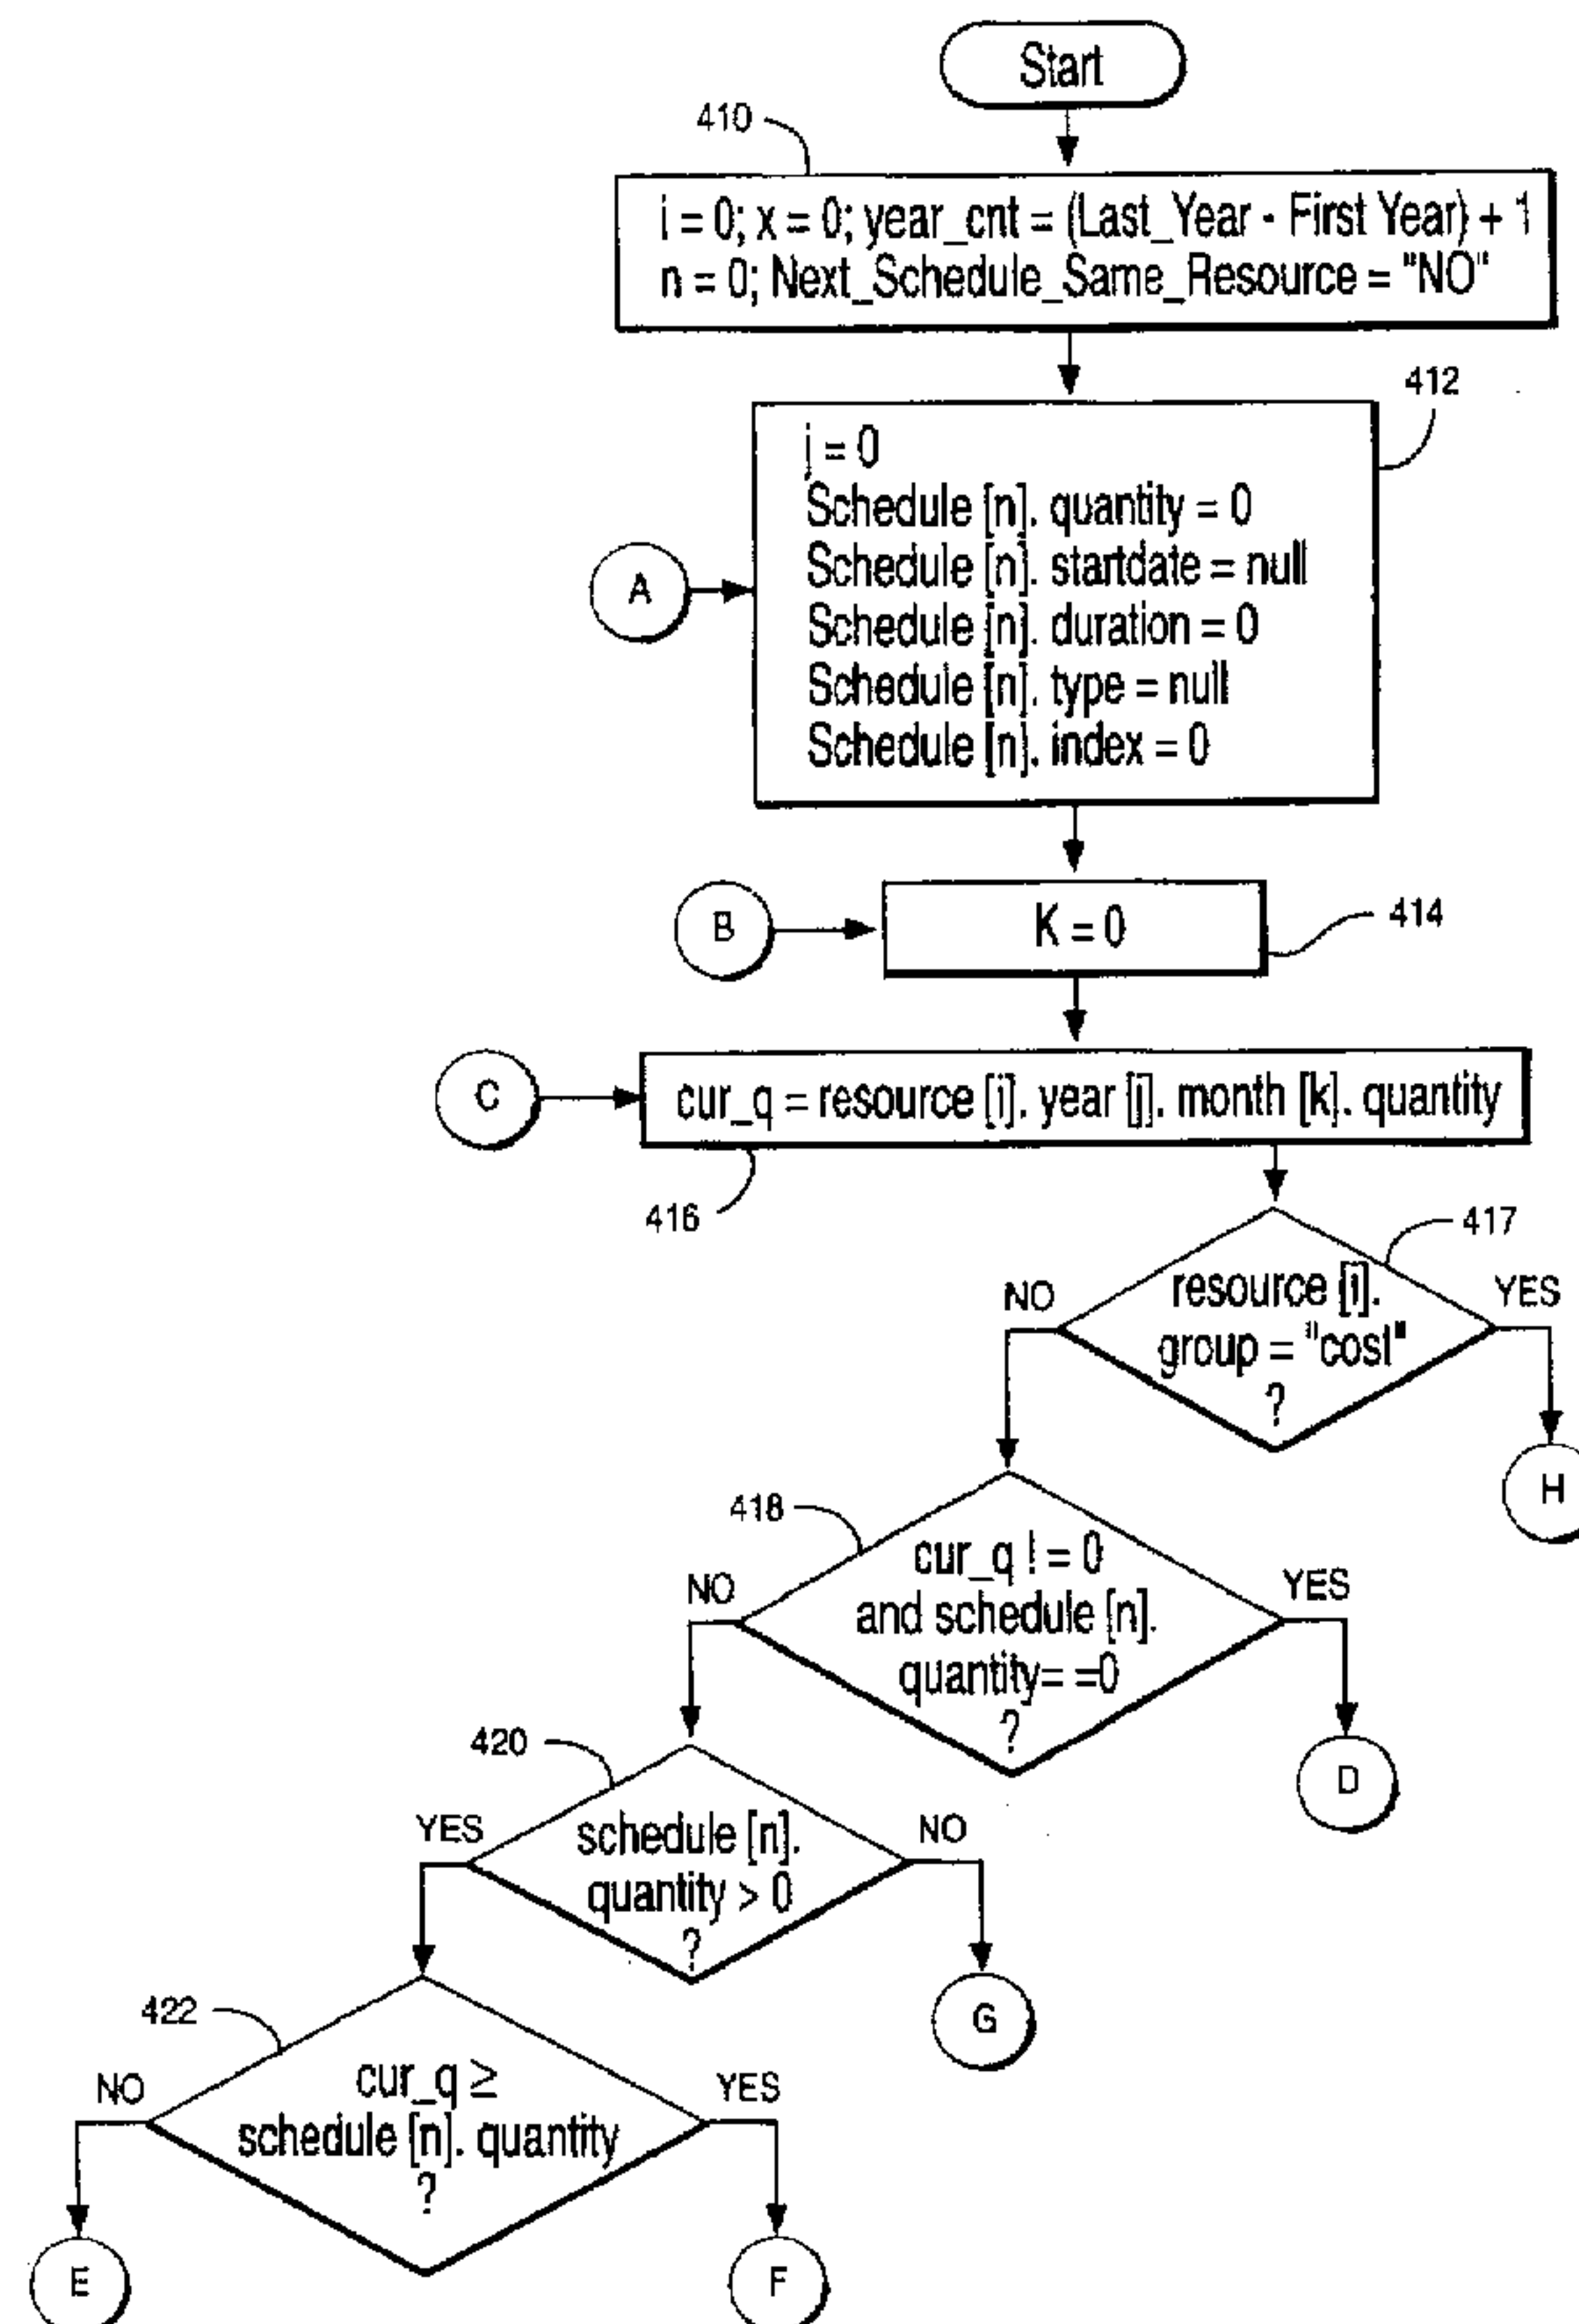 Start
410
i = 0; x = 0; year_cnt = (Last_Year - First Year) + 1
n = 0; Next_Schedule_Same_Resource = "NO"
412
j = 0
Schedule [n]. quantity = 0
Schedule [n]. startdate = null
Schedule [n]. duration = 0
Schedule [n]. type = null
Schedule [n]. index = 0
A
B
K = 0
414
C
cur_q = resource [i]. year [j]. month [k]. quantity
416
417
NO
resource [i].
group = "cost"
?
YES
H
418
NO
cur_q ! = 0
and schedule [n].
quantity= =0
?
YES
D
420
YES
schedule [n].
quantity > 0
?
NO
G
422
NO
cur_q ≥
schedule [n]. quantity
?
YES
E
F